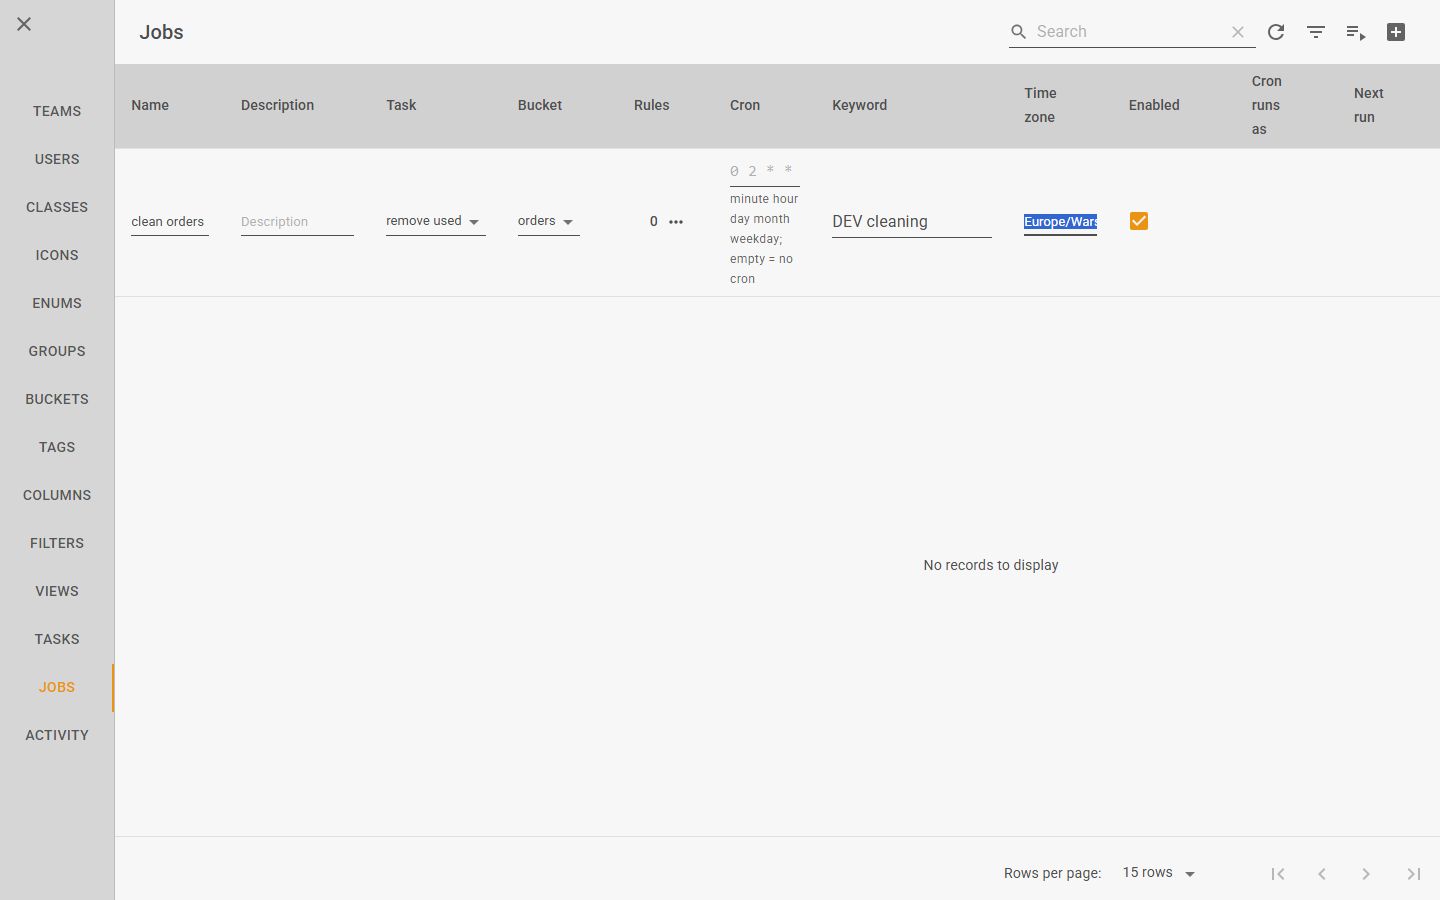 Jobs
Search
TEAMS
USERS
CLASSES
ICONS
ENUMS
GROUPS
BUCKETS
TAGS
COLUMNS
FILTERS
VIEWS
TASKS
JOBS
ACTIVITY
Name Description Task Bucket Rules Cron Keyword Time zone Enabled Cron runs as Next run
clean orders
Description
remove used
orders
0
0 2 * *
minute hour
day month
weekday;
empty = no
cron
DEV cleaning
Europe/Wars
No records to display
Rows per page: 15 rows